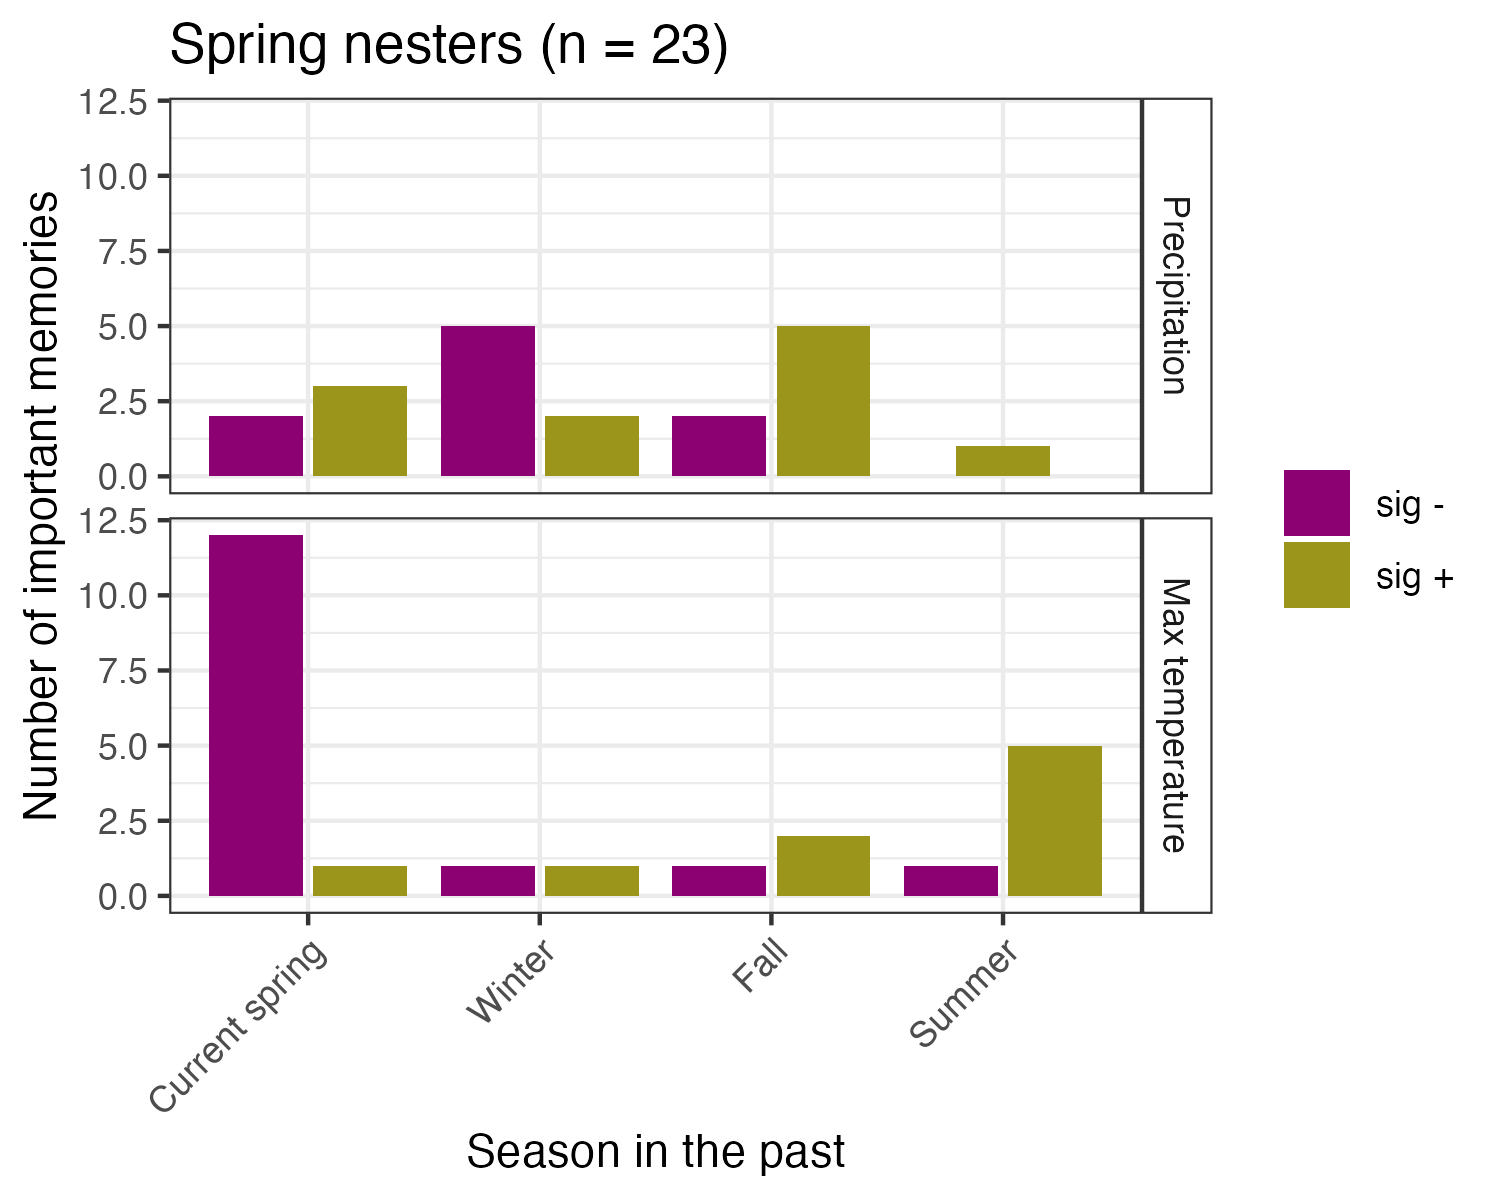 Spring nesters (n = 23)
Number of important memories
12.5
10.0
7.5
5.0
2.5
0.0
Precipitation
12.5
10.0
7.5
5.0
2.5
0.0
Max temperature
Current spring
Winter
Fall
Summer
Season in the past
sig -
sig +